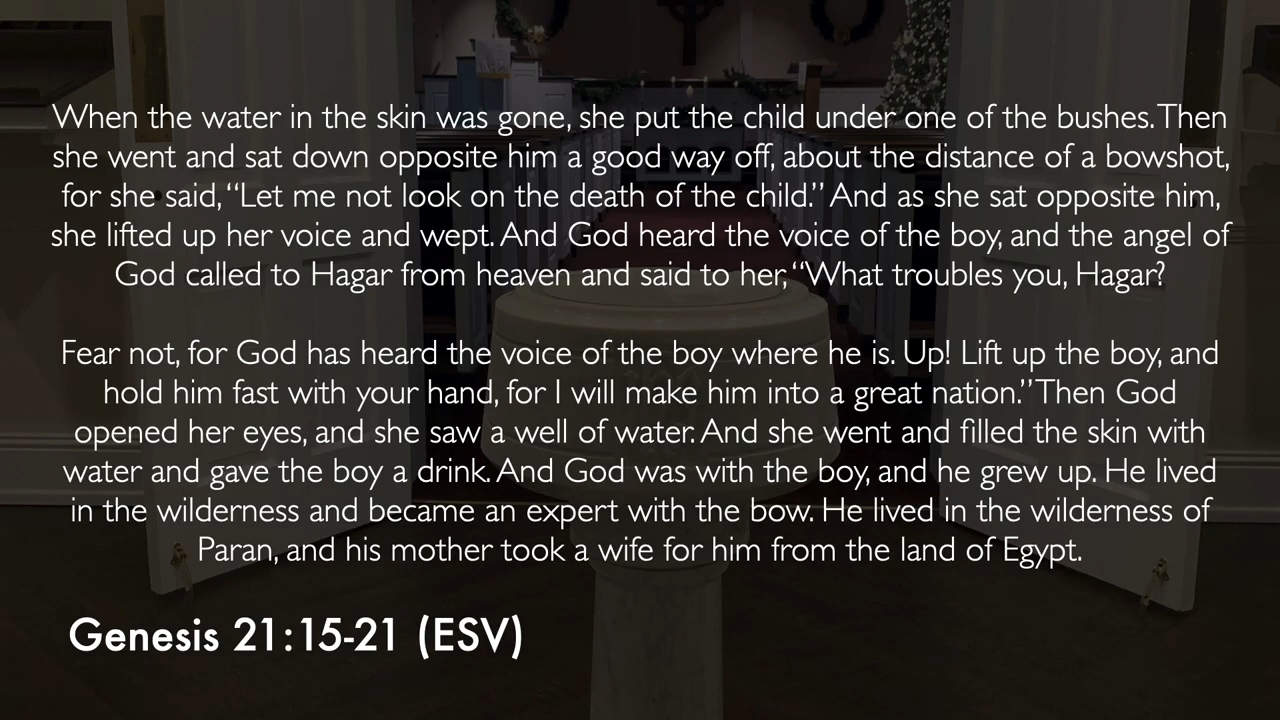 When the water in the skin was gone, she put the child under one of the bushes. Then
she went and sat down opposite him a good way off, about the distance of a bowshot,
for she said, “Let me not look on the death of the child.” And as she sat opposite him,
she lifted up her voice and wept. And God heard the voice of the boy, and the angel of
God called to Hagar from heaven and said to her, “What troubles you, Hagar?
Fear not, for God has heard the voice of the boy where he is. Up! Lift up the boy, and
hold him fast with your hand, for I will make him into a great nation.” Then God
opened her eyes, and she saw a well of water. And she went and filled the skin with
water and gave the boy a drink. And God was with the boy, and he grew up. He lived
in the wilderness and became an expert with the bow. He lived in the wilderness of
Paran, and his mother took a wife for him from the land of Egypt.
Genesis 21:15-21 (ESV)